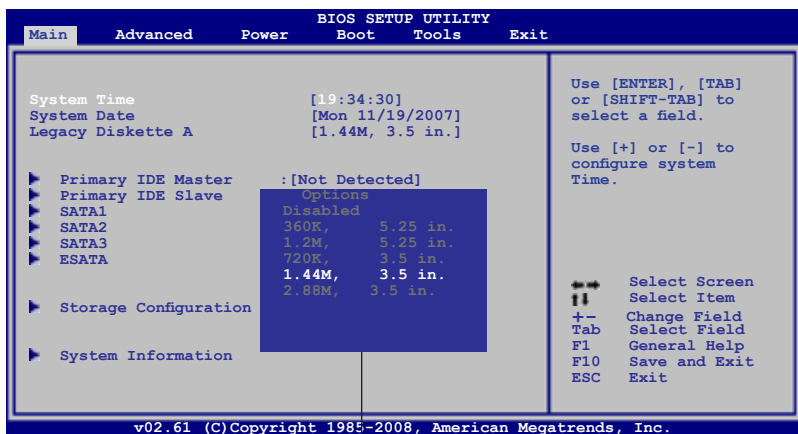 BIOS SETUP UTILITY
Main Advanced Power Boot Tools Exit
System Time [19:34:30]
System Date [Mon 11/19/2007]
Legacy Diskette A [1.44M, 3.5 in.]
Primary IDE Master :[Not Detected]
Primary IDE Slave
SATA1
SATA2
SATA3
ESATA
Storage Configuration
System Information
Options
Disabled
360K, 5.25 in.
1.2M, 5.25 in.
720K, 3.5 in.
1.44M, 3.5 in.
2.88M, 3.5 in.
Use [ENTER], [TAB]
or [SHIFT-TAB] to
select a field.
Use [+] or [-] to
configure system
Time.
←→ Select Screen
↑↓ Select Item
+- Change Field
Tab Select Field
F1 General Help
F10 Save and Exit
ESC Exit
v02.61 (C)Copyright 1985-2008, American Megatrends, Inc.